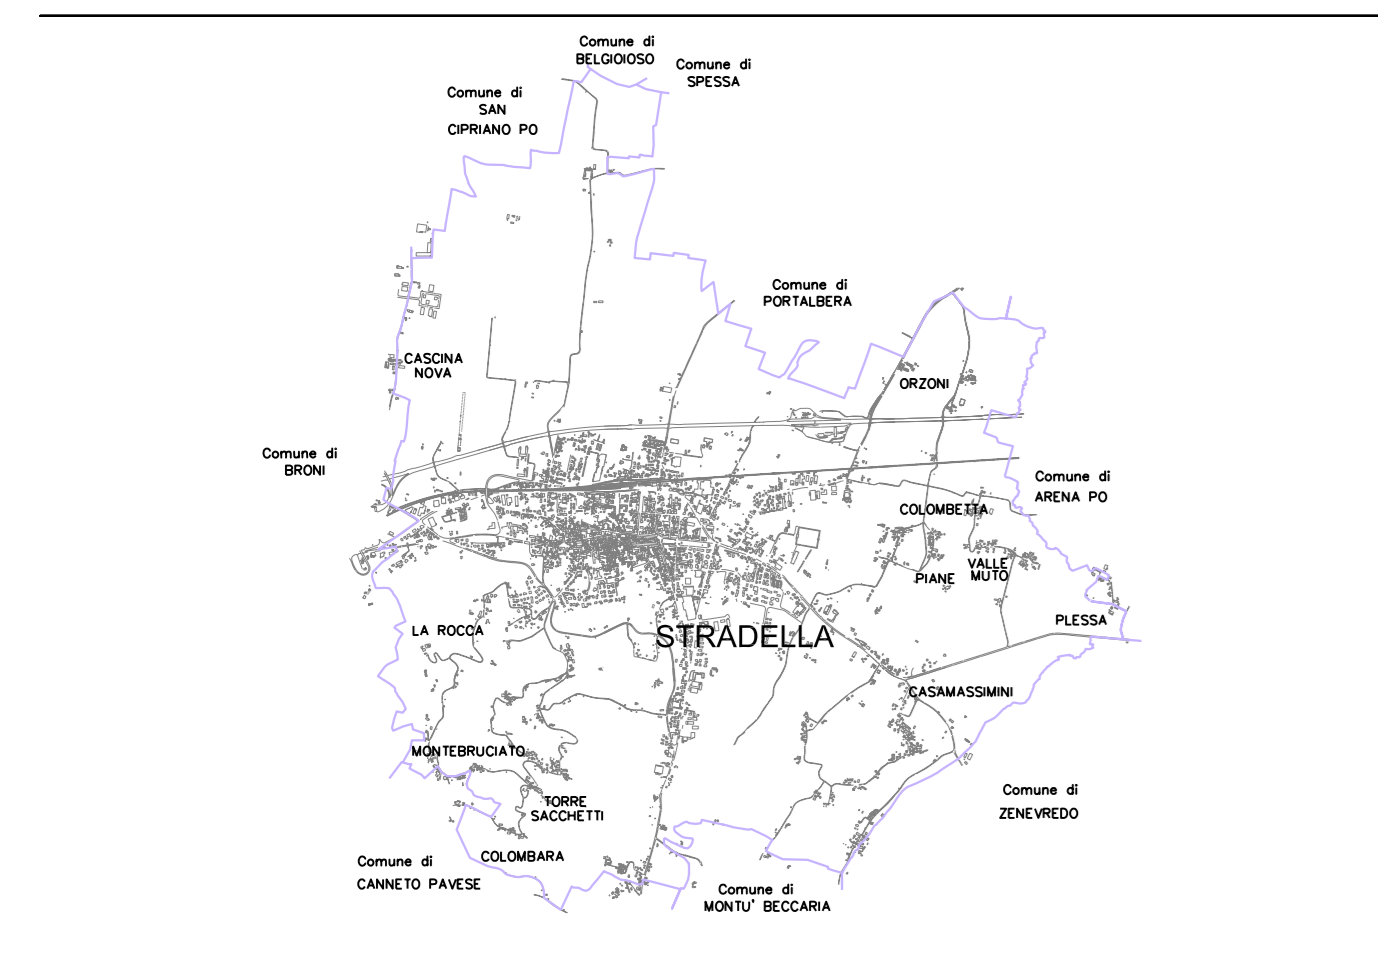 Comune di
BELGIOIOSO
Comune di
SPESSA
Comune di
SAN
CIPRIANO PO
Comune di
PORTALBERA
CASCINA
NOVA
ORZONI
Comune di
BRONI
Comune di
ARENA PO
COLOMBETTA
VALLE
MUTO
PIANE
PLESSA
LA ROCCA
STRADELLA
CASAMASSIMINI
MONTEBRUCIATO
TORRE
SACCHETTI
Comune di
ZENEVREDO
COLOMBARA
Comune di
CANNETO PAVESE
Comune di
MONTU' BECCARIA